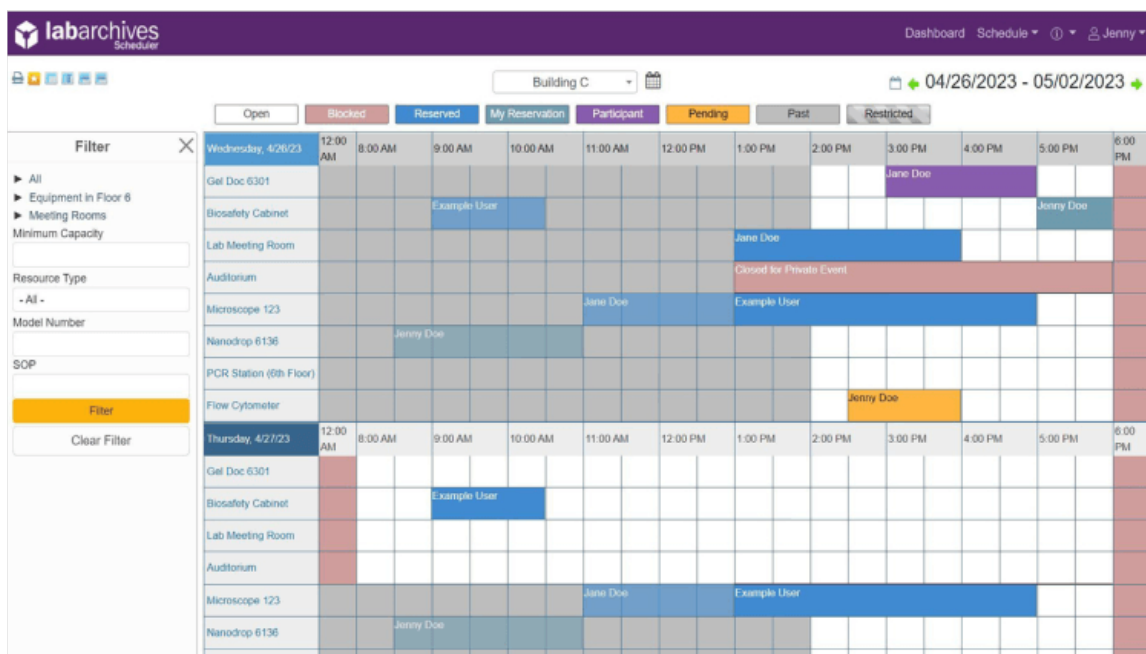 labarchives
Scheduler
Dashboard Schedule Jenny
Building C
04/26/2023 - 05/02/2023
Open Blocked Reserved My Reservation Participant Pending Past Restricted
Filter
All
Equipment in Floor 6
Meeting Rooms
Minimum Capacity
Resource Type
- All -
Model Number
SOP
Filter
Clear Filter
Wednesday, 4/26/23 12:00 AM 8:00 AM 9:00 AM 10:00 AM 11:00 AM 12:00 PM 1:00 PM 2:00 PM 3:00 PM 4:00 PM 5:00 PM 6:00 PM
Gel Doc 6301 Jane Doe
Biosafety Cabinet Example User Jenny Doe
Lab Meeting Room Jane Doe
Auditorium Closed for Private Event
Microscope 123 Jane Doe Example User
Nanodrop 6136 Jenny Doe
PCR Station (6th Floor)
Flow Cytometer Jenny Doe
Thursday, 4/27/23 12:00 AM 8:00 AM 9:00 AM 10:00 AM 11:00 AM 12:00 PM 1:00 PM 2:00 PM 3:00 PM 4:00 PM 5:00 PM 6:00 PM
Gel Doc 6301
Biosafety Cabinet Example User
Lab Meeting Room
Auditorium
Microscope 123 Jane Doe Example User
Nanodrop 6136 Jenny Doe